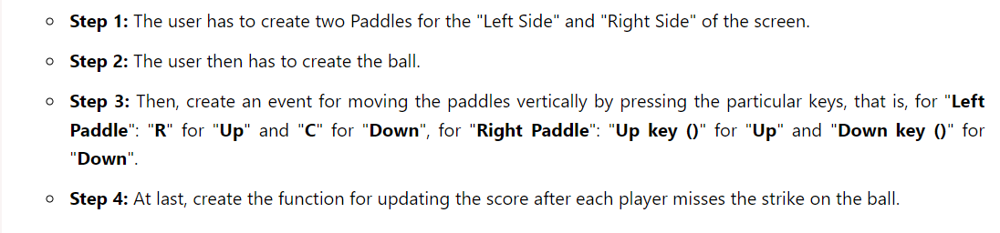 Step 1: The user has to create two Paddles for the "Left Side" and "Right Side" of the screen.
Step 2: The user then has to create the ball.
Step 3: Then, create an event for moving the paddles vertically by pressing the particular keys, that is, for "Left
Paddle": "R" for "Up" and "C" for "Down", for "Right Paddle": "Up key ()" for "Up" and "Down key ()" for
"Down".
Step 4: At last, create the function for updating the score after each player misses the strike on the ball.